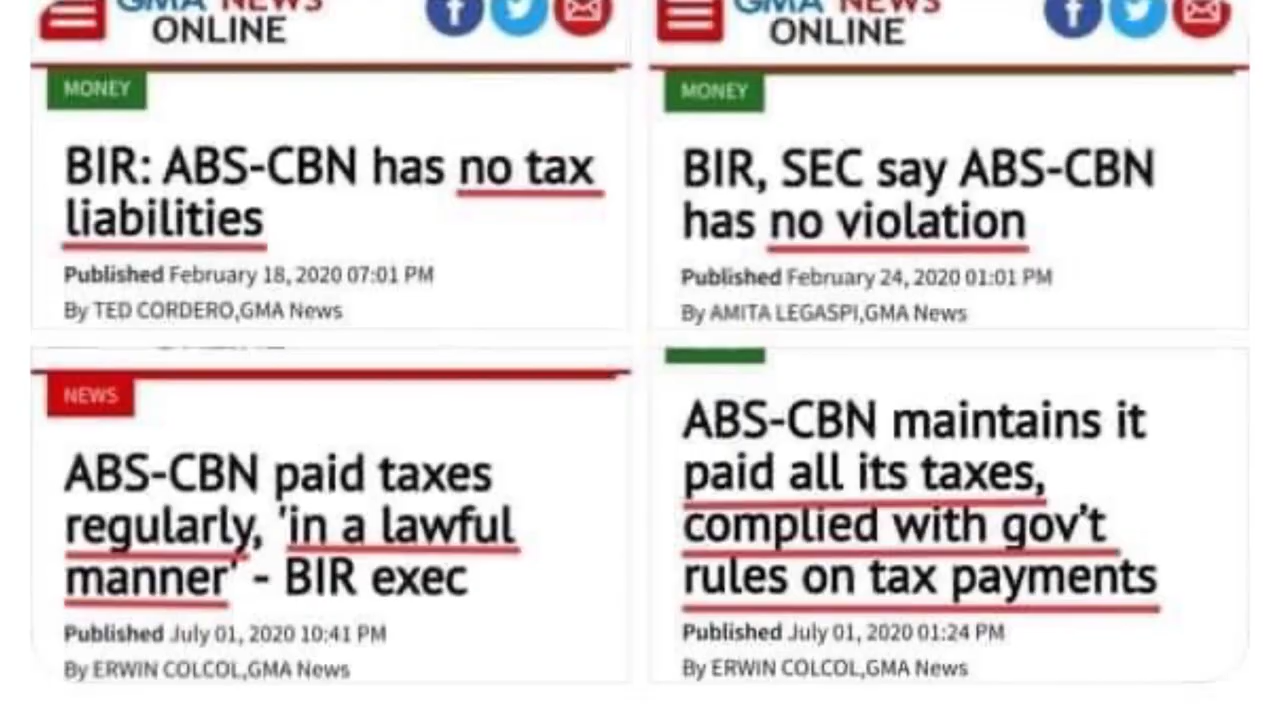 GMA NEWS
ONLINE
MONEY
BIR: ABS-CBN has no tax
liabilities
Published February 18, 2020 07:01 PM
By TED CORDERO,GMA News
GMA NEWS
ONLINE
MONEY
BIR, SEC say ABS-CBN
has no violation
Published February 24, 2020 01:01 PM
By AMITA LEGASPI,GMA News
NEWS
ABS-CBN paid taxes
regularly, 'in a lawful
manner' - BIR exec
Published July 01, 2020 10:41 PM
By ERWIN COLCOL,GMA News
ABS-CBN maintains it
paid all its taxes,
complied with gov't
rules on tax payments
Published July 01, 2020 01:24 PM
By ERWIN COLCOL,GMA News